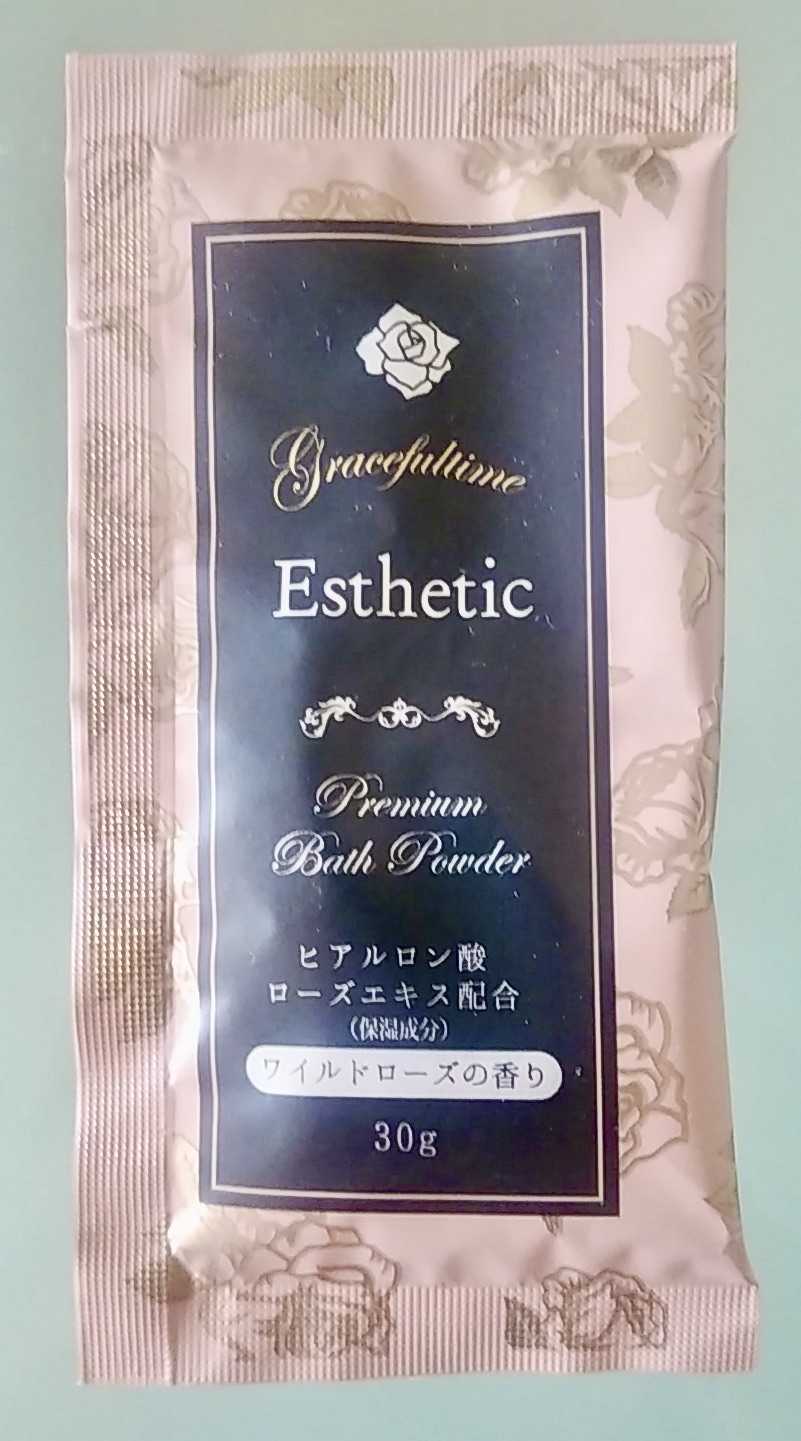 Gracefultime
Esthetic
Premium
Bath Powder
ヒアルロン酸
ローズエキス配合
(保湿成分)
ワイルドローズの香り
30g